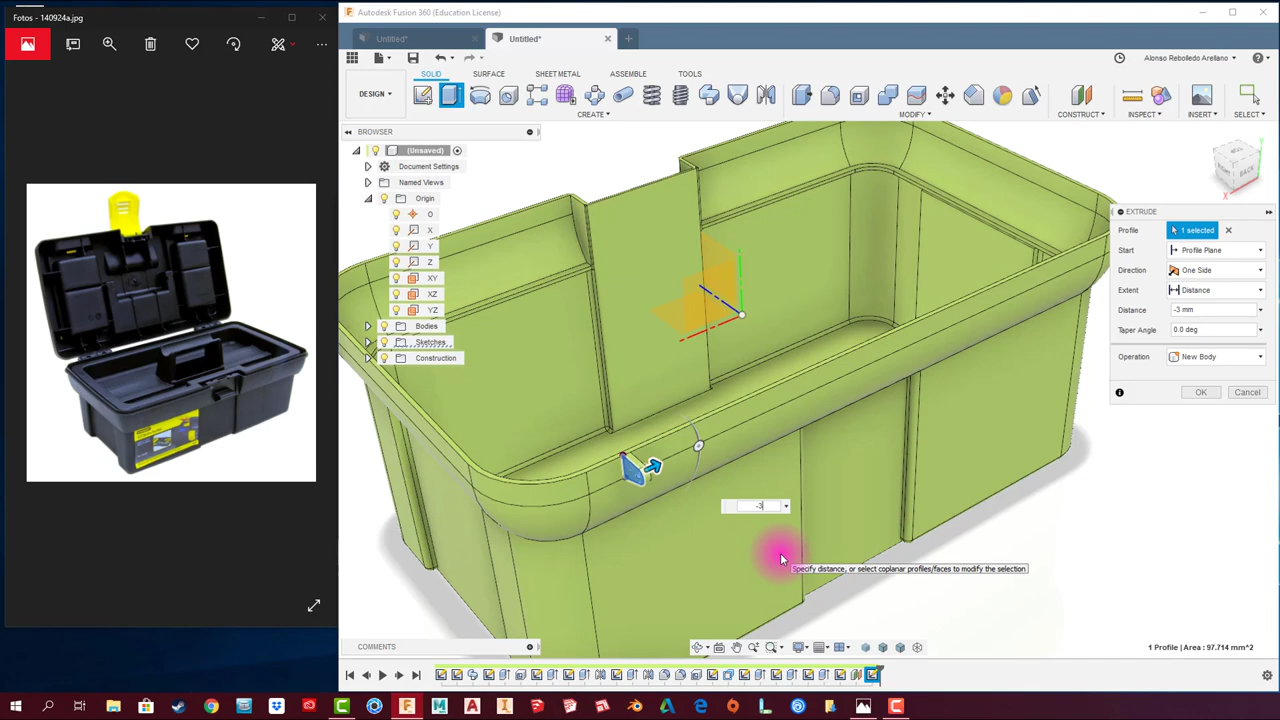 Fotos - 140924a.jpg
Autodesk Fusion 360 (Education License)
Untitled*
Untitled*
Alonso Rebolledo Arellano
SOLID
SURFACE
SHEET METAL
ASSEMBLE
TOOLS
DESIGN
CREATE
MODIFY
CONSTRUCT
INSPECT
INSERT
SELECT
BROWSER
(Unsaved)
Document Settings
Named Views
Origin
O
X
Y
Z
XY
XZ
YZ
Bodies
Sketches
Construction
RIGHT
BACK
X
EXTRUDE
Profile
1 selected
Start
Profile Plane
Direction
One Side
Extent
Distance
Distance
-3 mm
Taper Angle
0.0 deg
Operation
New Body
OK
Cancel
-3
Specify distance, or select coplanar profiles/faces to modify the selection
COMMENTS
1 Profile | Area : 97.714 mm^2